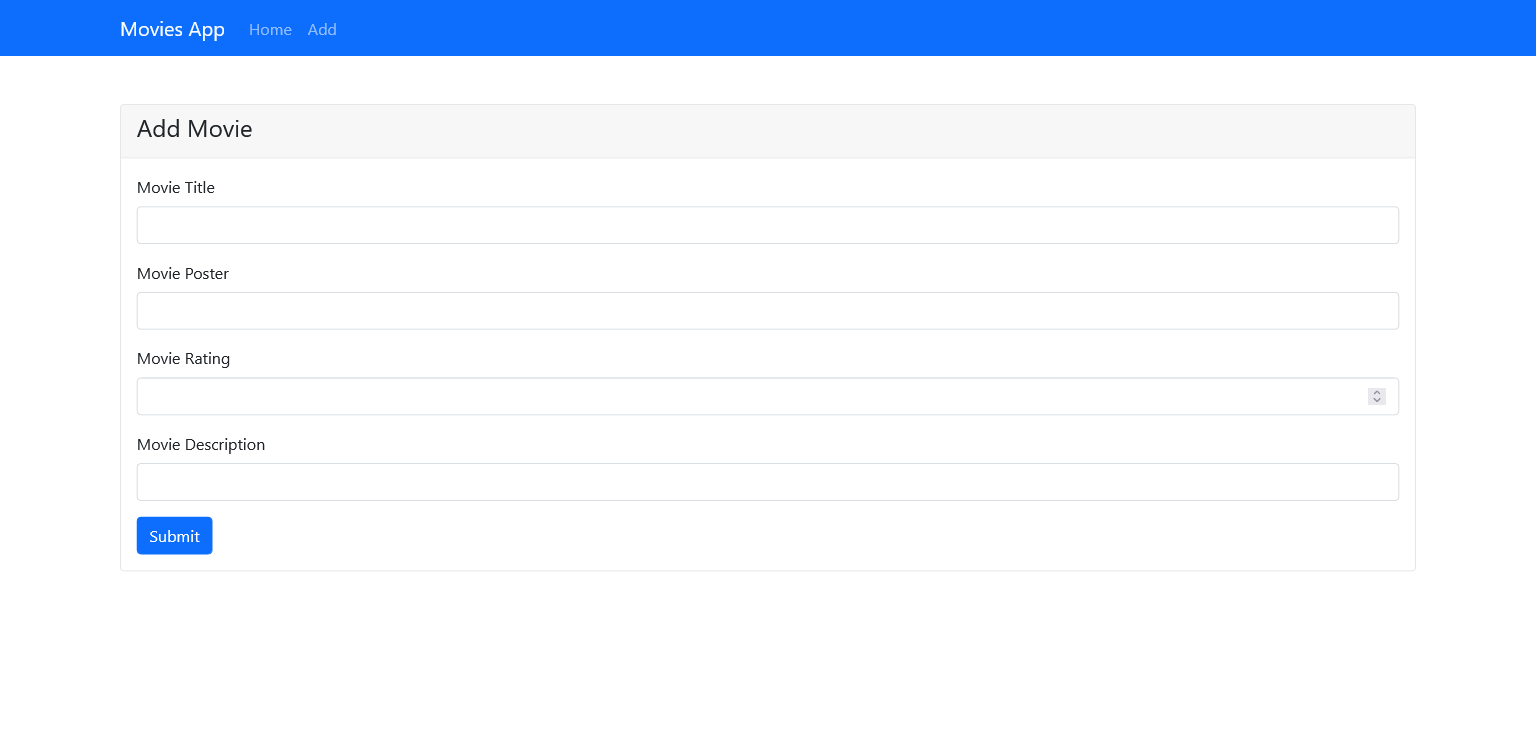 Movies App Home Add
Add Movie
Movie Title
Movie Poster
Movie Rating
Movie Description
Submit